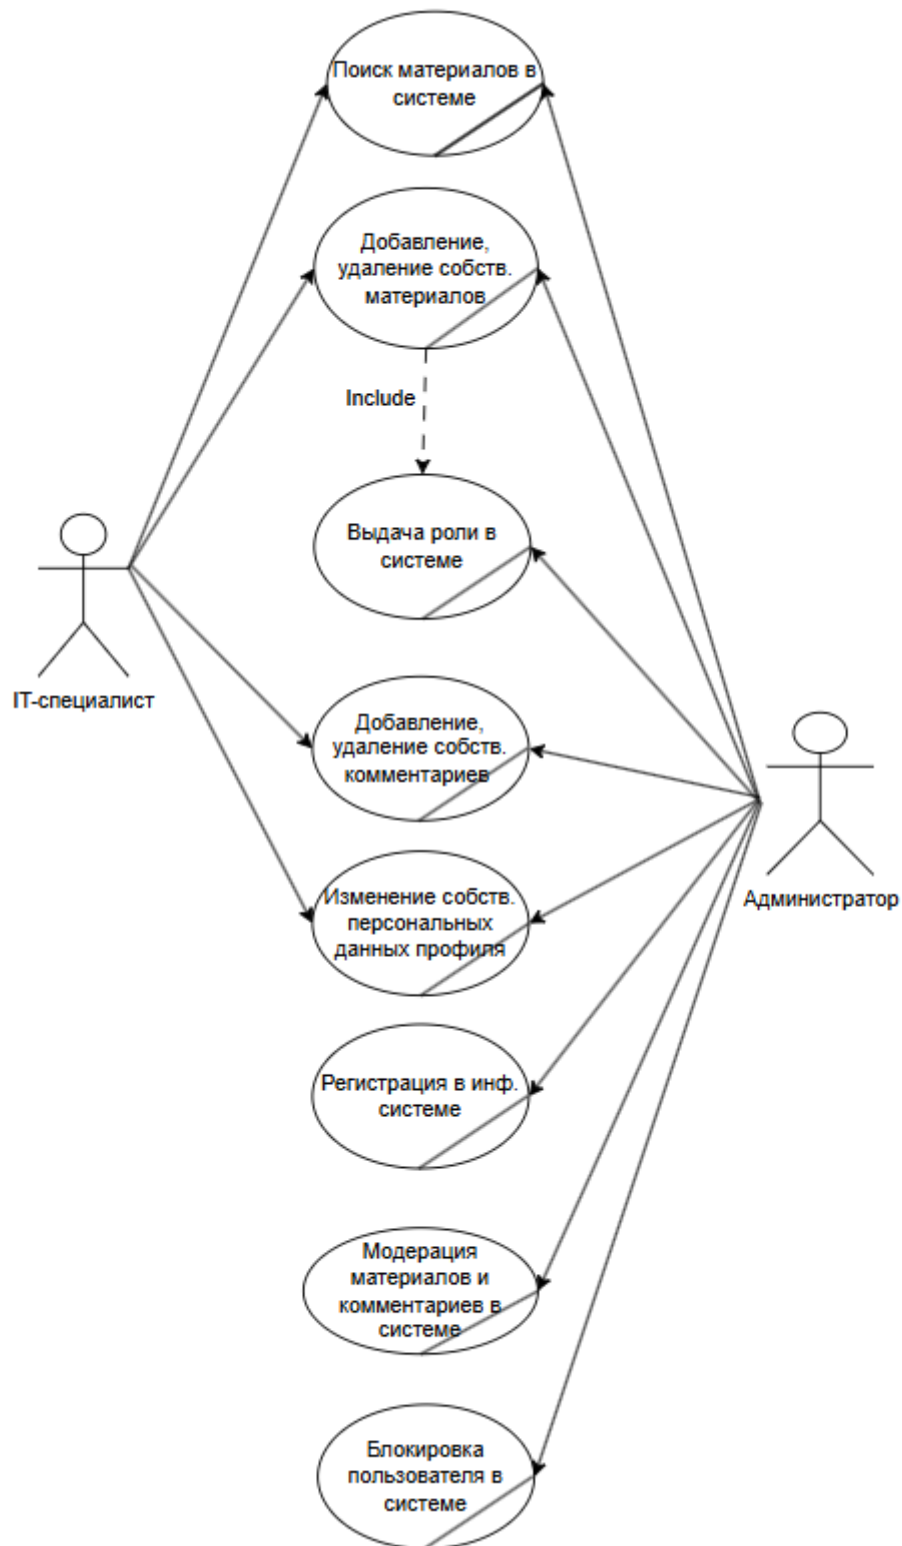 Поиск материалов в
системе
Добавление,
удаление собств.
материалов
Include
Выдача роли в
системе
IT-специалист
Добавление,
удаление собств.
комментариев
Администратор
Изменение собств.
персональных
данных профиля
Регистрация в инф.
системе
Модерация
материалов и
комментариев в
системе
Блокировка
пользователя в
системе